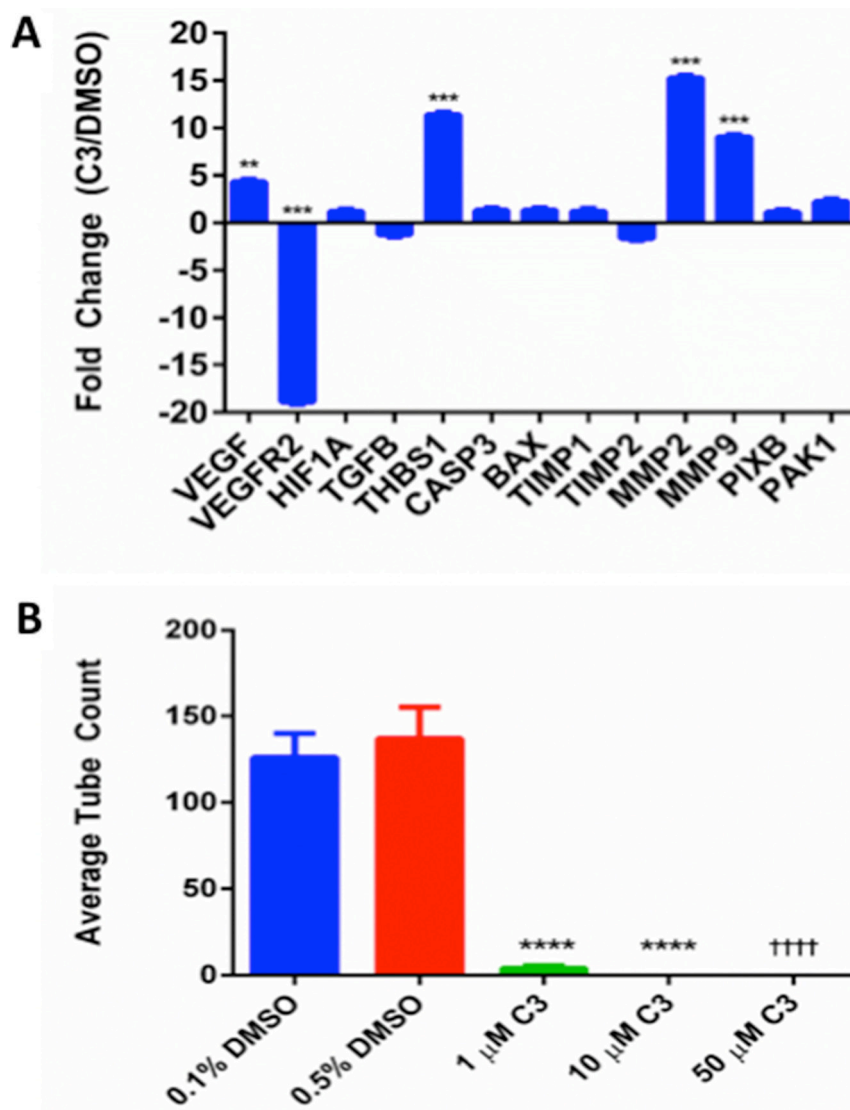 A
Fold Change (C3/DMSO)
20
15
10
5
0
-5
-10
-15
-20
**
***
***
***
***
VEGF
VEGFR2
HIF1A
TGFB
THBS1
CASP3
BAX
TIMP1
TIMP2
MMP2
MMP9
PIXB
PAK1
B
Average Tube Count
200
150
100
50
0
****
****
††††
0.1% DMSO
0.5% DMSO
1 μM C3
10 μM C3
50 μM C3